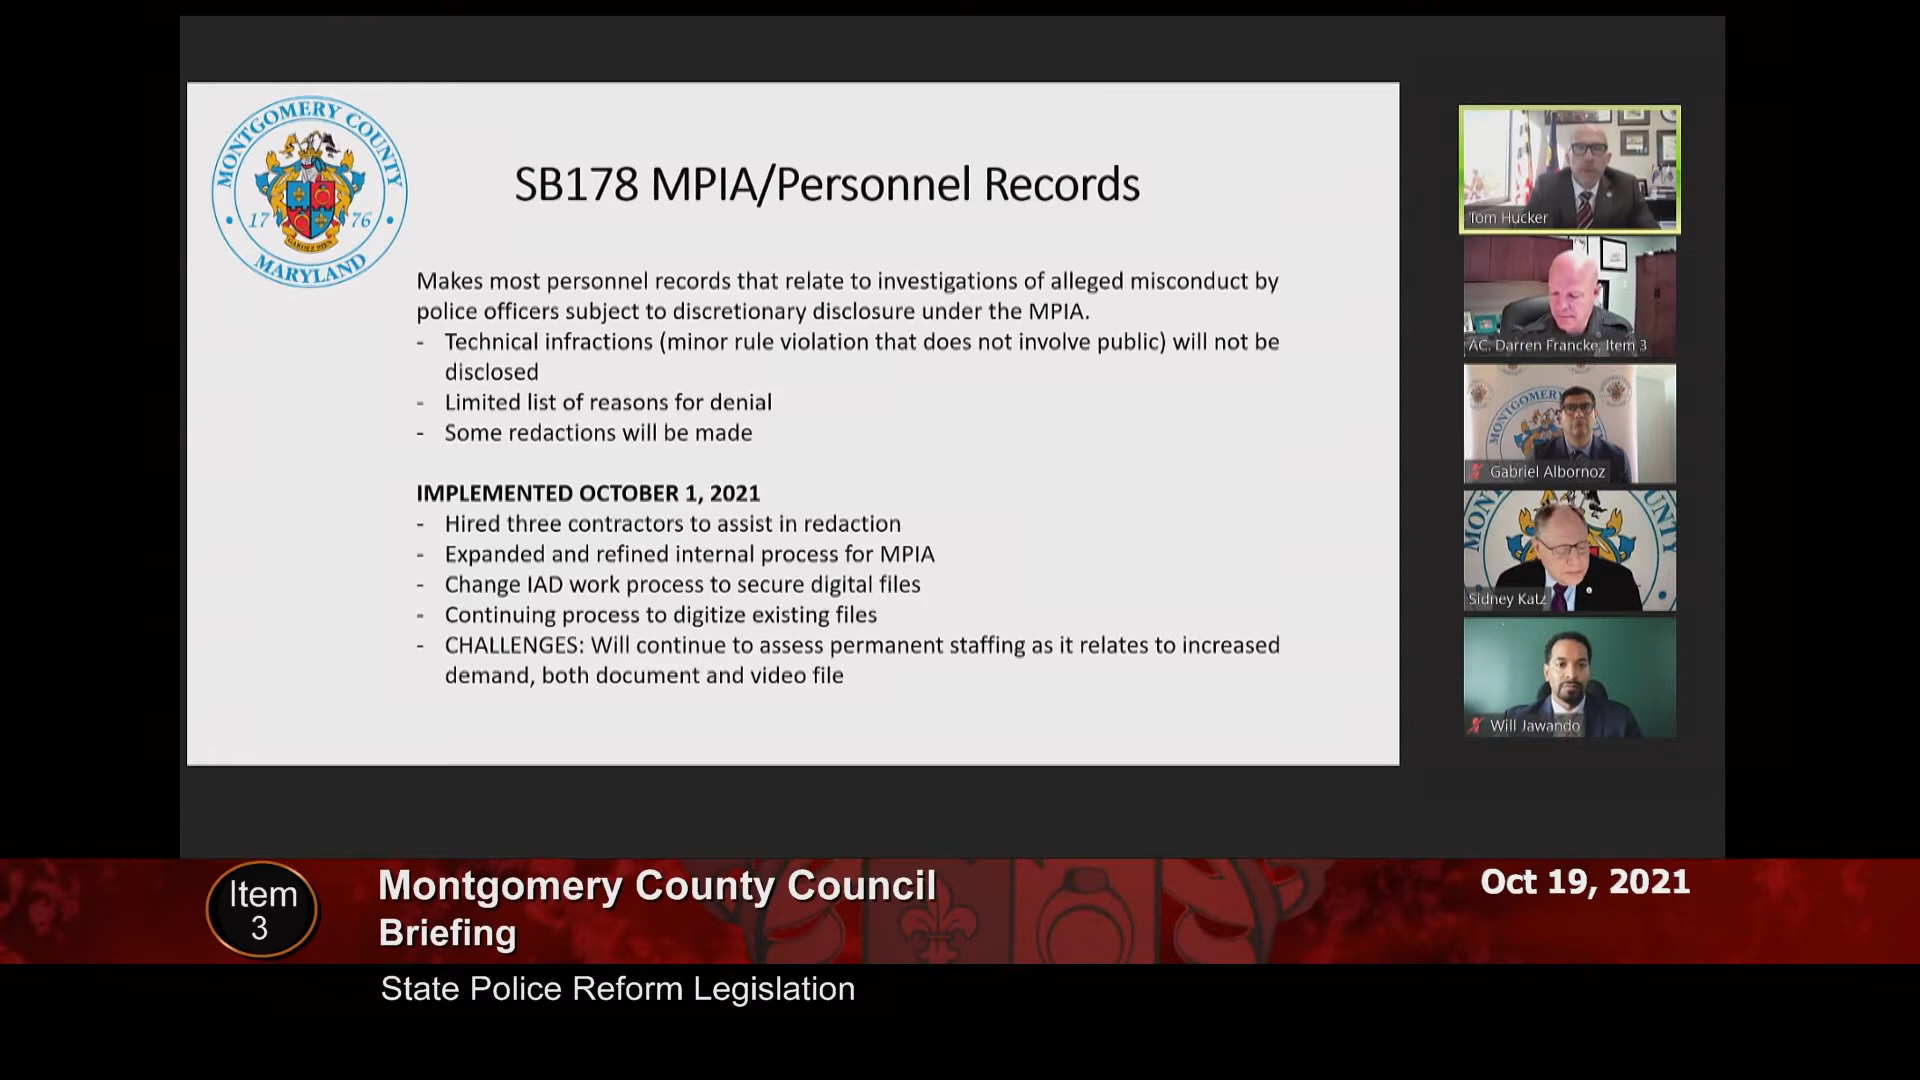 MONTGOMERY COUNTY
17 76
GARDEZ BIEN
MARYLAND
SB178 MPIA/Personnel Records
Makes most personnel records that relate to investigations of alleged misconduct by
police officers subject to discretionary disclosure under the MPIA.
- Technical infractions (minor rule violation that does not involve public) will not be
disclosed
- Limited list of reasons for denial
- Some redactions will be made
IMPLEMENTED OCTOBER 1, 2021
- Hired three contractors to assist in redaction
- Expanded and refined internal process for MPIA
- Change IAD work process to secure digital files
- Continuing process to digitize existing files
- CHALLENGES: Will continue to assess permanent staffing as it relates to increased
demand, both document and video file
Tom Hucker
AC. Darren Francke, Item 3
MONTGOMERY
Gabriel Albornoz
Sidney Katz
Will Jawando
Item
3
Montgomery County Council
Briefing
Oct 19, 2021
State Police Reform Legislation